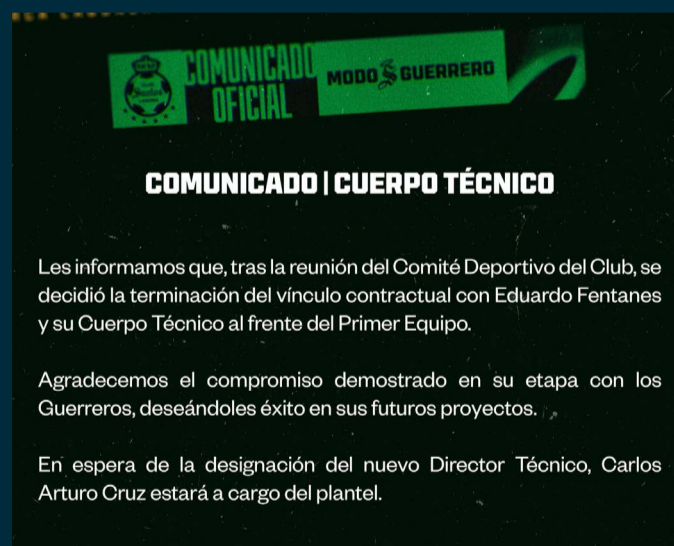 COMUNICADO
OFICIAL
MODO GUERRERO
Santos
COMUNICADO | CUERPO TÉCNICO
Les informamos que, tras la reunión del Comité Deportivo del Club, se
decidió la terminación del vínculo contractual con Eduardo Fentanes
y su Cuerpo Técnico al frente del Primer Equipo.
Agradecemos el compromiso demostrado en su etapa con los
Guerreros, deseándoles éxito en sus futuros proyectos.
En espera de la designación del nuevo Director Técnico, Carlos
Arturo Cruz estará a cargo del plantel.